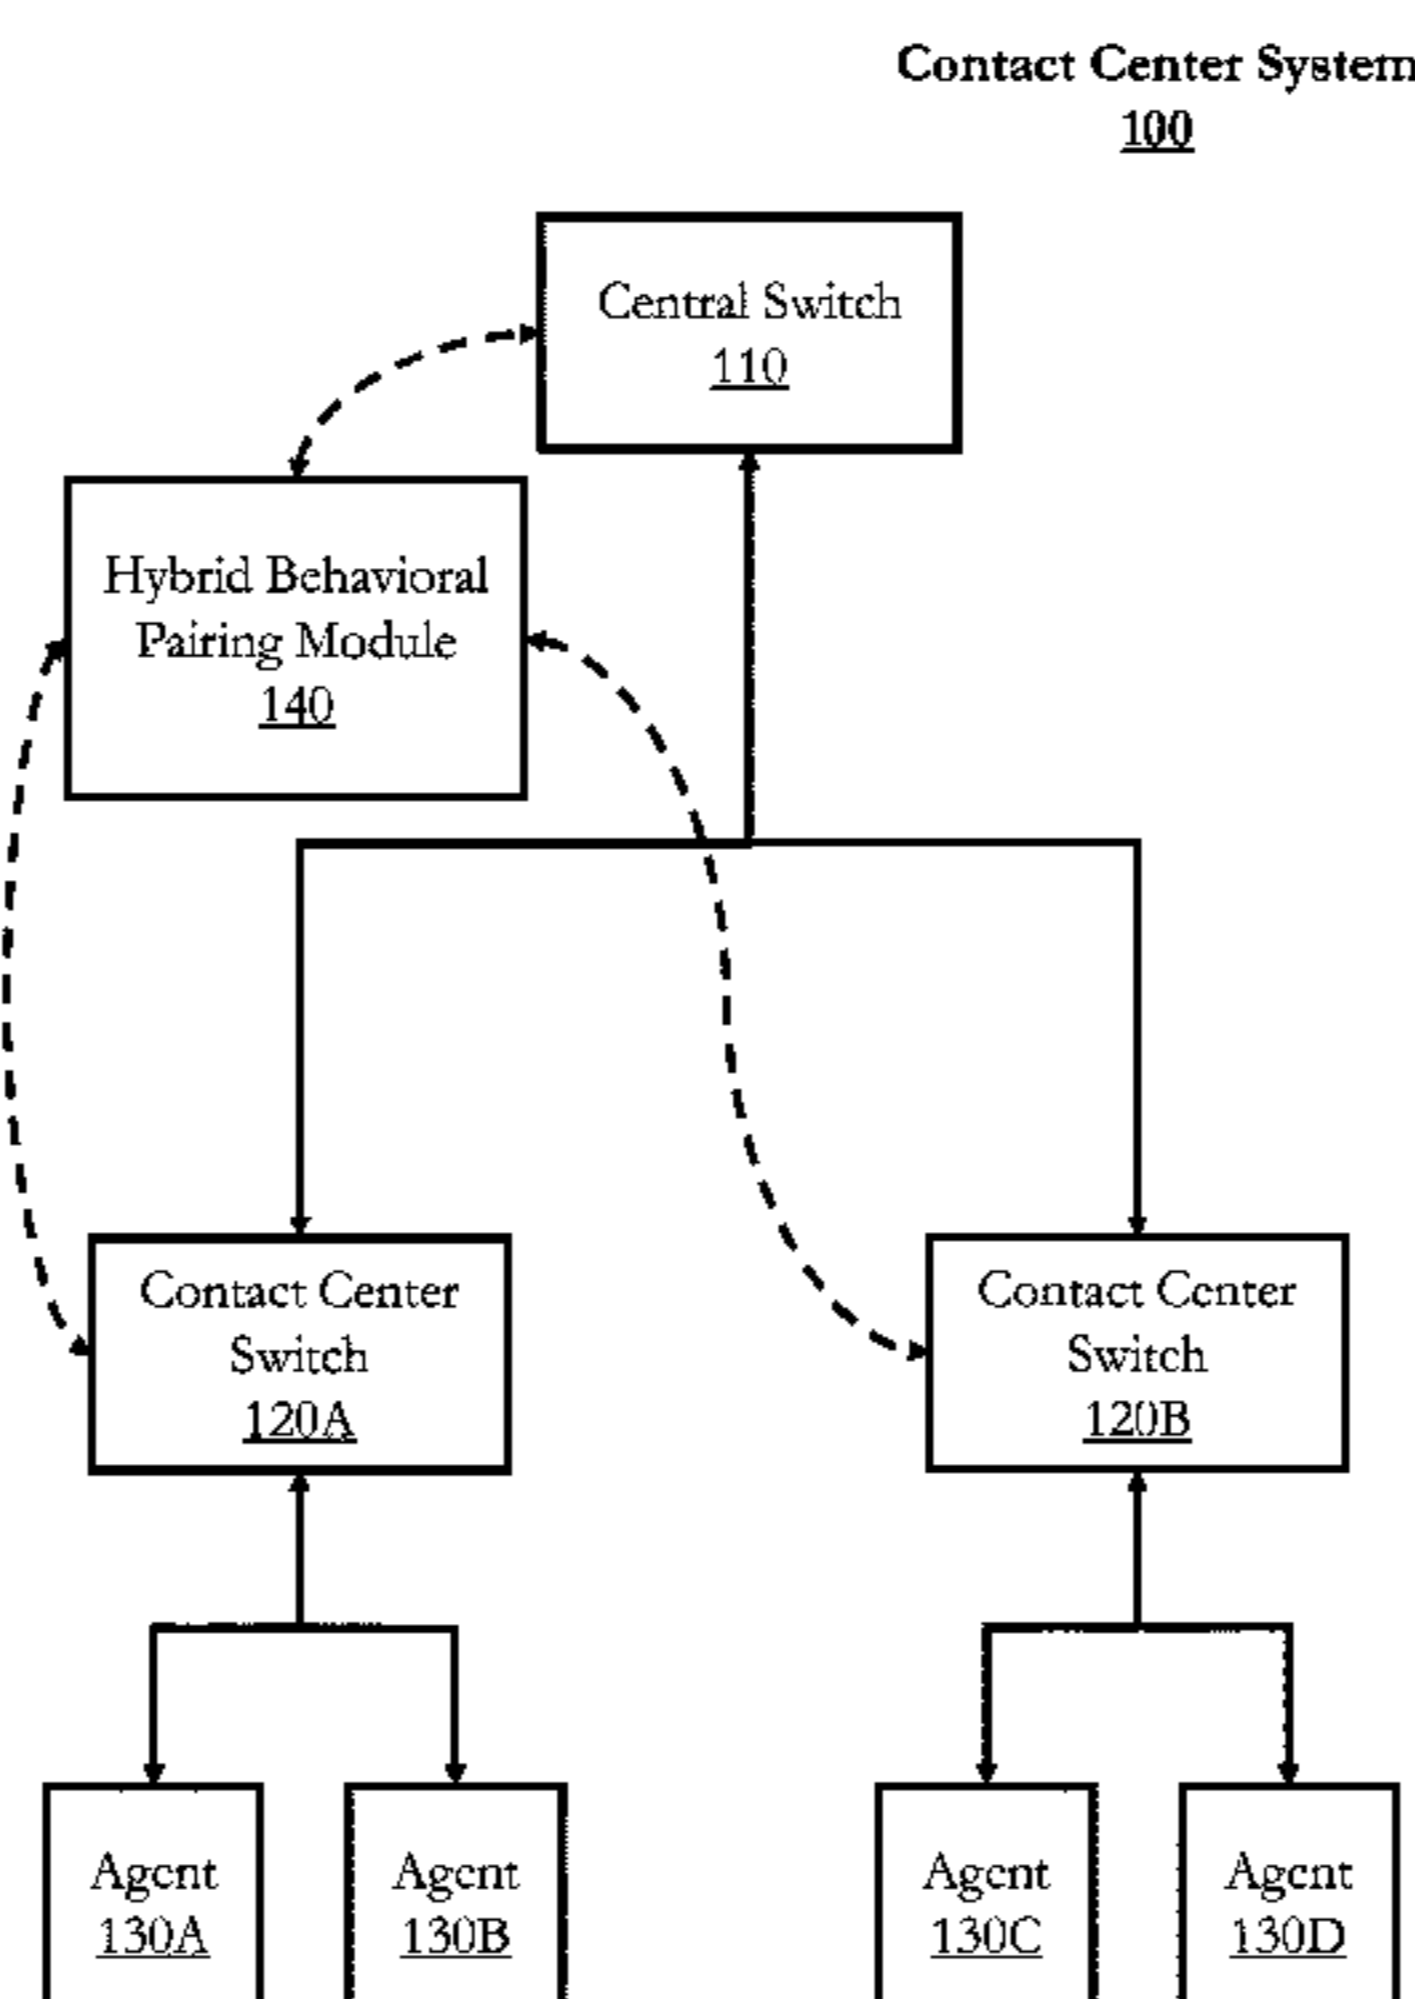 Contact Center System
100
Central Switch
110
Hybrid Behavioral
Pairing Module
140
Contact Center
Switch
120A
Contact Center
Switch
120B
Agent
130A
Agent
130B
Agent
130C
Agent
130D